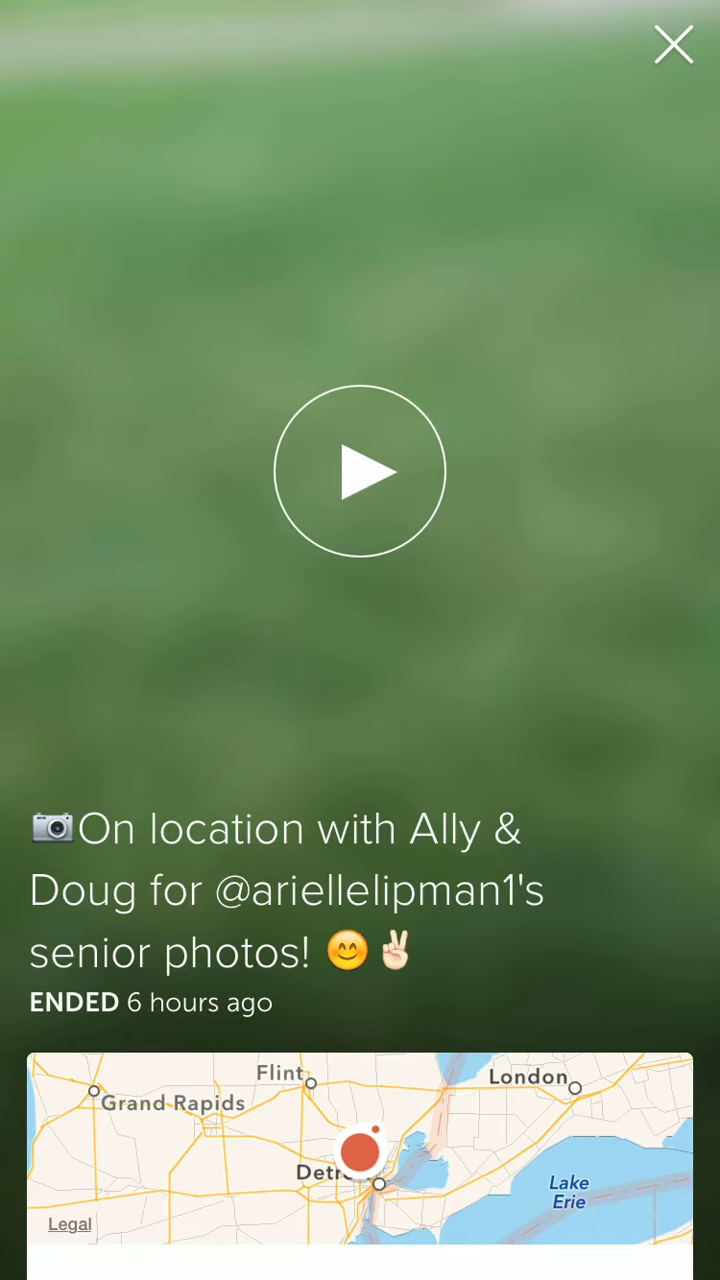 📷On location with Ally &
Doug for @ariellelipman1's
senior photos! 😊✌🏻
ENDED 6 hours ago
Flint
London
Grand Rapids
Detr
Lake
Erie
Legal